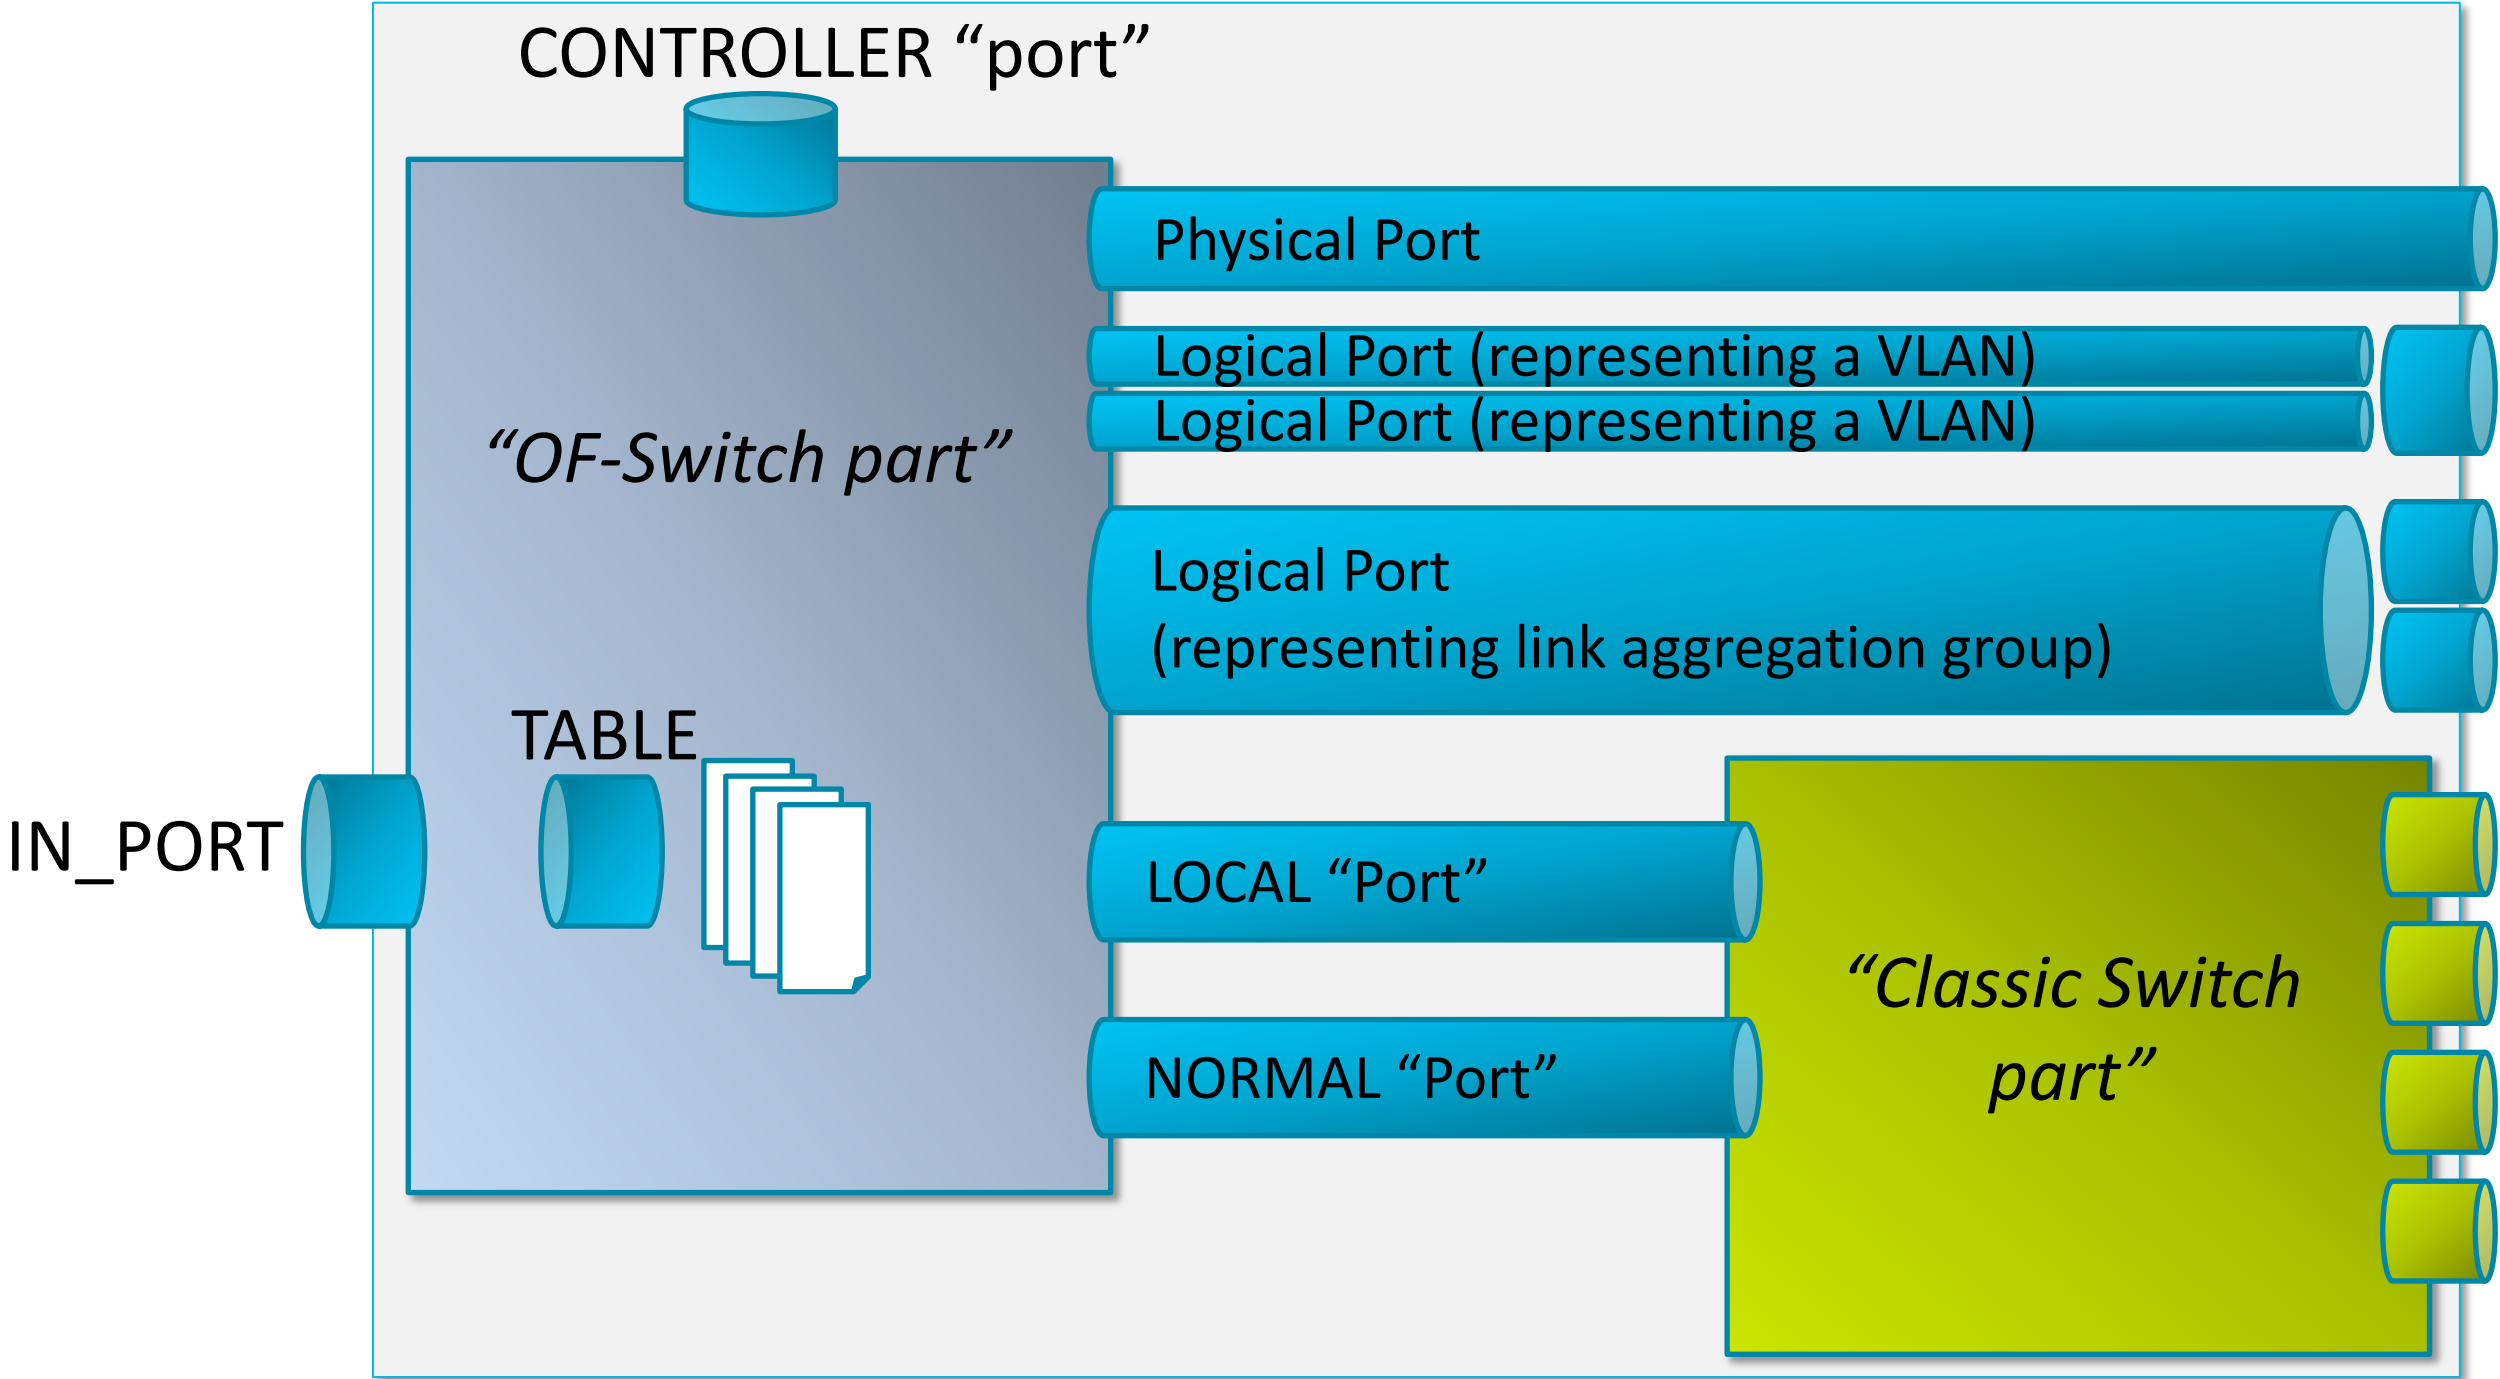 CONTROLLER “port”
Physical Port
Logical Port (representing a VLAN)
Logical Port (representing a VLAN)
“OF-Switch part”
Logical Port
(representing link aggregation group)
TABLE
IN_PORT
LOCAL “Port”
“Classic Switch
part”
NORMAL “Port”